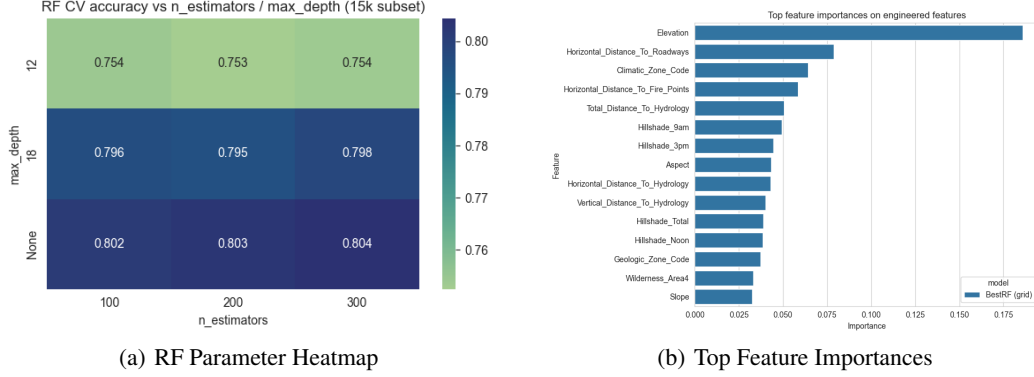 RF CV accuracy vs n_estimators / max_depth (15k subset)
max_depth
12
18
None
0.754 0.753 0.754
0.796 0.795 0.798
0.802 0.803 0.804
100 200 300
n_estimators
0.80
0.79
0.78
0.77
0.76
(a) RF Parameter Heatmap
Top feature importances on engineered features
Feature
Elevation
Horizontal_Distance_To_Roadways
Climatic_Zone_Code
Horizontal_Distance_To_Fire_Points
Total_Distance_To_Hydrology
Hillshade_9am
Hillshade_3pm
Aspect
Horizontal_Distance_To_Hydrology
Vertical_Distance_To_Hydrology
Hillshade_Total
Hillshade_Noon
Geologic_Zone_Code
Wilderness_Area4
Slope
model
BestRF (grid)
0.000 0.025 0.050 0.075 0.100 0.125 0.150 0.175
Importance
(b) Top Feature Importances